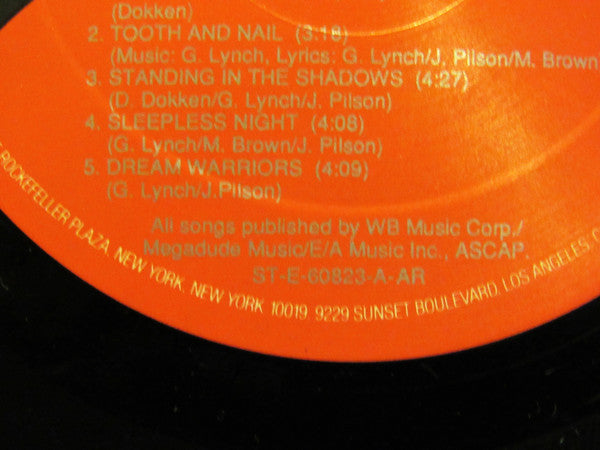 (Dokken)
2. TOOTH AND NAIL (3:18)
(Music: G. Lynch, Lyrics: G. Lynch/J. Pilson/M. Brown)
3. STANDING IN THE SHADOWS (4:27)
(D. Dokken/G. Lynch/J. Pilson)
4. SLEEPLESS NIGHT (4:08)
(G. Lynch/M. Brown/J. Pilson)
5. DREAM WARRIORS (4:09)
(G. Lynch/J.Pilson)
All songs published by WB Music Corp./
Megadude Music/E/A Music Inc., ASCAP.
ST-E-60823-A-AR
ROCKEFELLER PLAZA, NEW YORK, NEW YORK 10019. 9229 SUNSET BOULEVARD, LOS ANGELES,